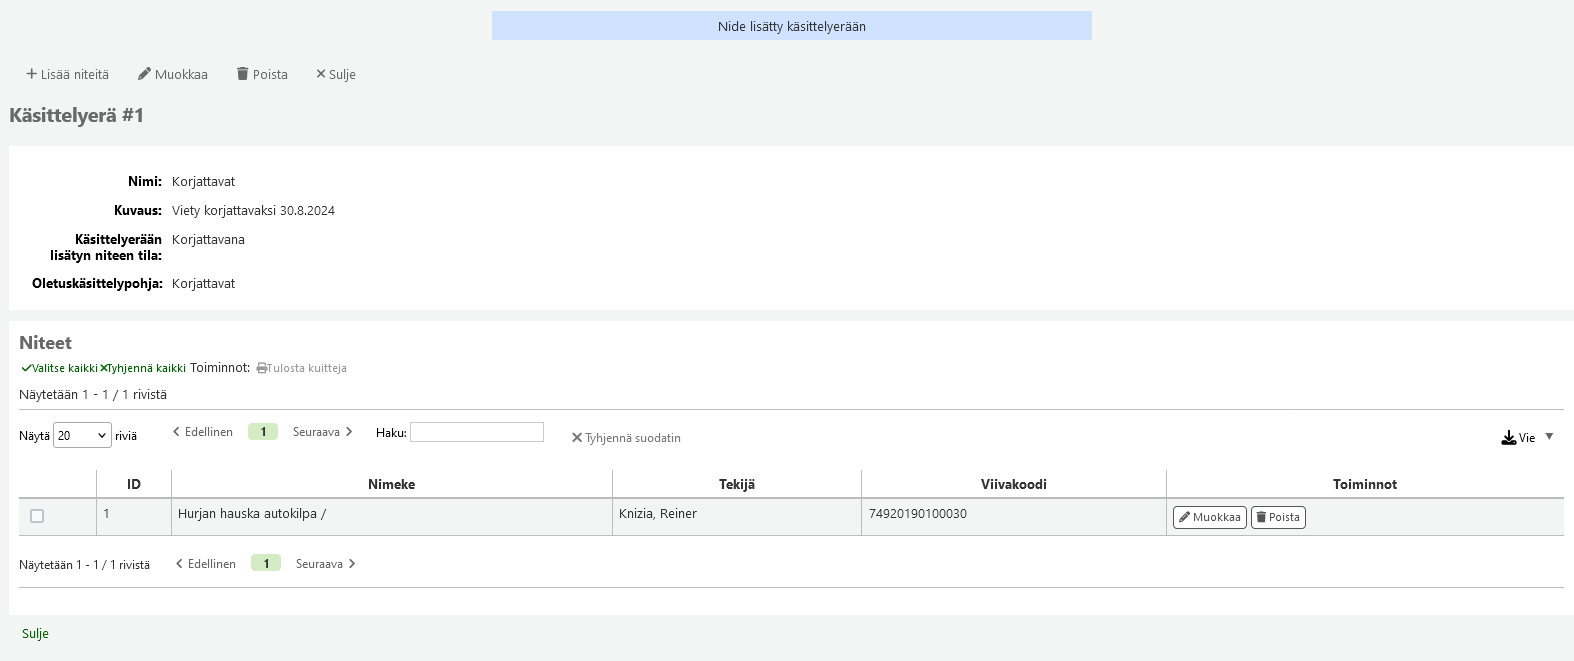 Nide lisätty käsittelyerään
Lisää niteitä Muokkaa Poista Sulje
Käsittelyerä #1
Nimi: Korjattavat
Kuvaus: Viety korjattavaksi 30.8.2024
Käsittelyerään Korjattavana
lisätyn niteen tila:
Oletuskäsittelypohja: Korjattavat
Niteet
Valitse kaikki Tyhjennä kaikki Toiminnot: Tulosta kuitteja
Näytetään 1 - 1 / 1 rivistä
Näytä 20 riviä Edellinen 1 Seuraava Haku: Tyhjennä suodatin Vie
ID Nimeke Tekijä Viivakoodi Toiminnot
1 Hurjan hauska autokilpa / Knizia, Reiner 74920190100030 Muokkaa Poista
Näytetään 1 - 1 / 1 rivistä Edellinen 1 Seuraava
Sulje